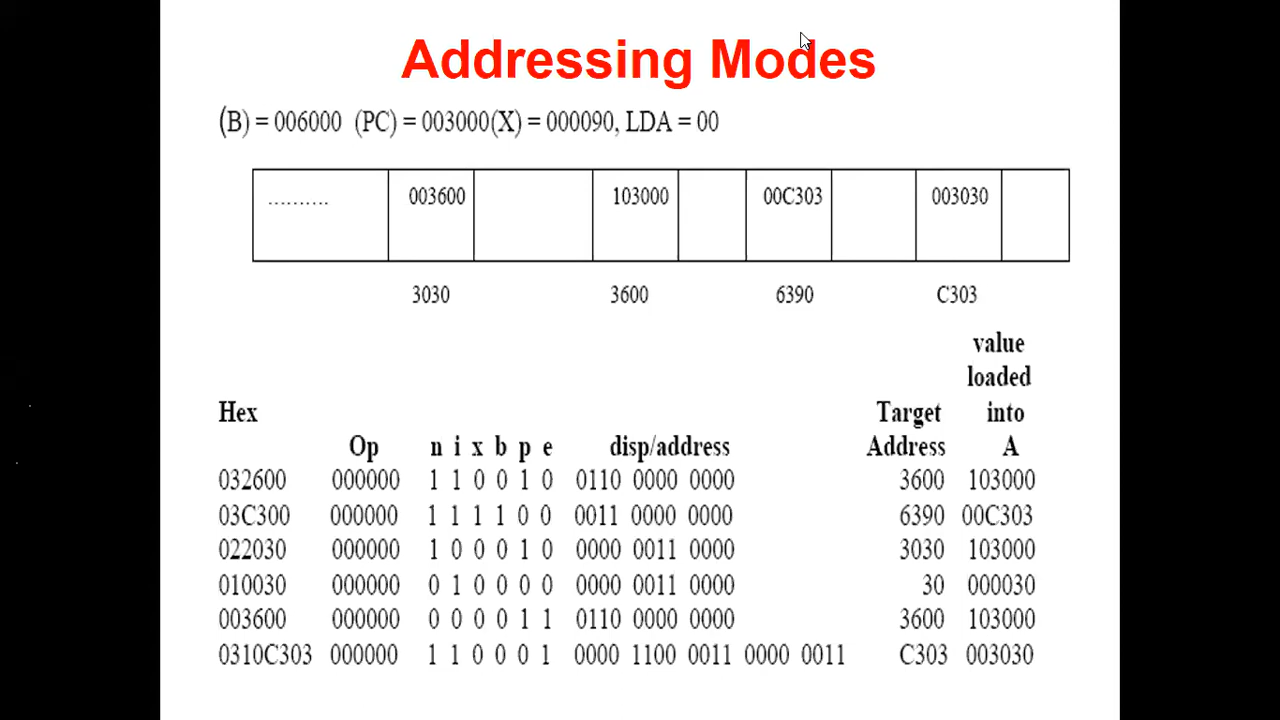 Addressing Modes
(B) = 006000 (PC) = 003000(X) = 000090, LDA = 00
.......... 003600 103000 00C303 003030
3030 3600 6390 C303
value
loaded
Hex Target into
Op n i x b p e disp/address Address A
032600 000000 1 1 0 0 1 0 0110 0000 0000 3600 103000
03C300 000000 1 1 1 1 0 0 0011 0000 0000 6390 00C303
022030 000000 1 0 0 0 1 0 0000 0011 0000 3030 103000
010030 000000 0 1 0 0 0 0 0000 0011 0000 30 000030
003600 000000 0 0 0 0 1 1 0110 0000 0000 3600 103000
0310C303 000000 1 1 0 0 0 1 0000 1100 0011 0000 0011 C303 003030